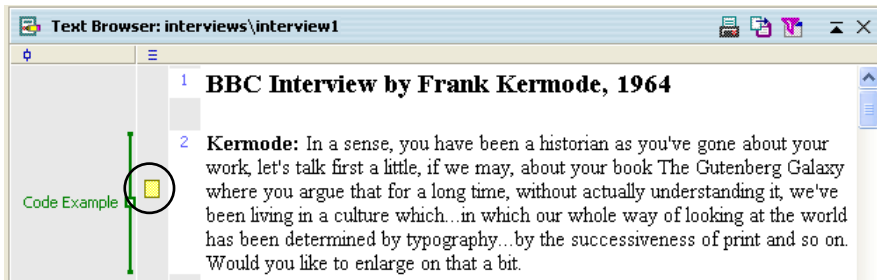 Text Browser: interviews\interview1
1 BBC Interview by Frank Kermode, 1964
2 Kermode: In a sense, you have been a historian as you've gone about your
work, let's talk first a little, if we may, about your book The Gutenberg Galaxy
where you argue that for a long time, without actually understanding it, we've
Code Example
been living in a culture which...in which our whole way of looking at the world
has been determined by typography...by the successiveness of print and so on.
Would you like to enlarge on that a bit.